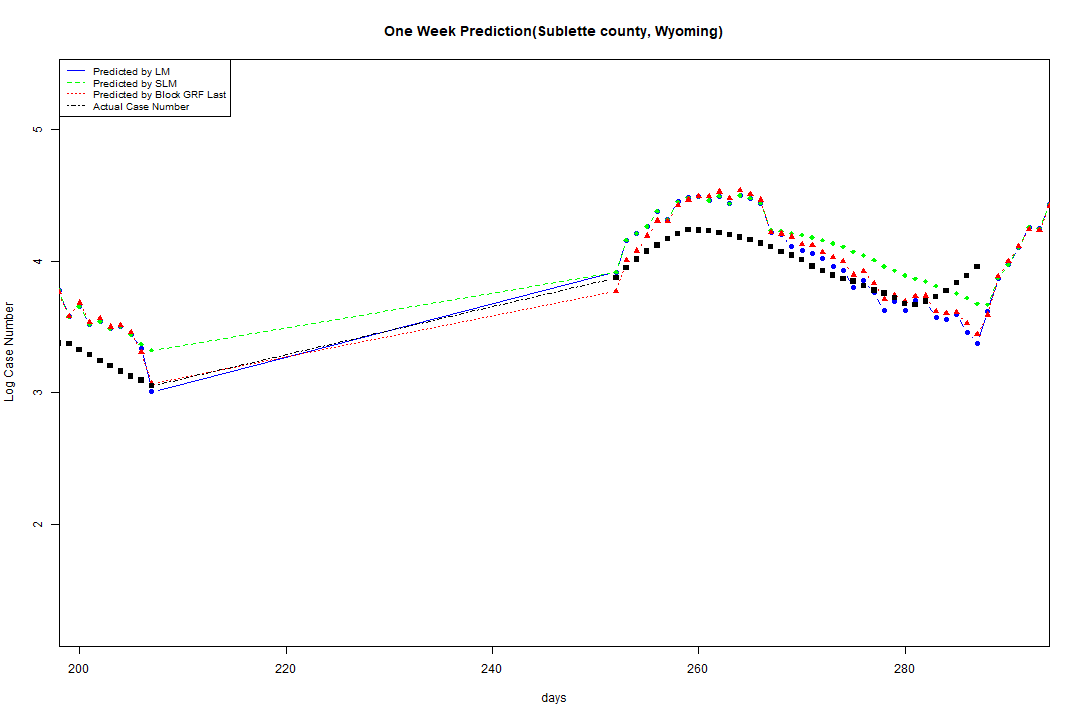 One Week Prediction(Sublette county, Wyoming)
Predicted by LM
Predicted by SLM
Predicted by Block GRF Last
Actual Case Number
5
4
3
2
Log Case Number
200 220 240 260 280
days